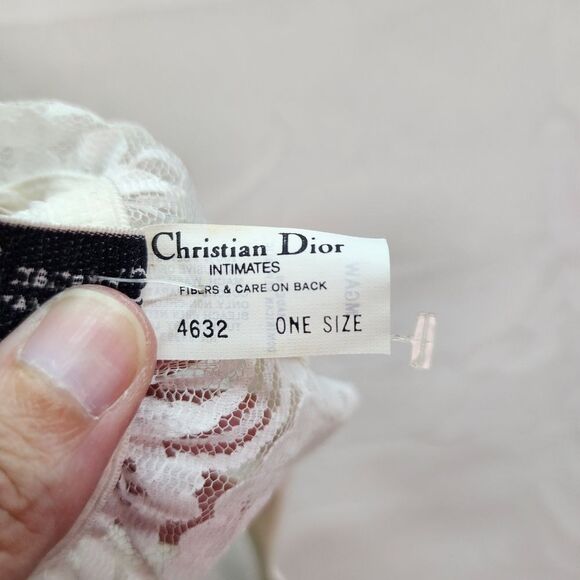 Christian Dior
INTIMATES
FIBERS & CARE ON BACK
4632 ONE SIZE